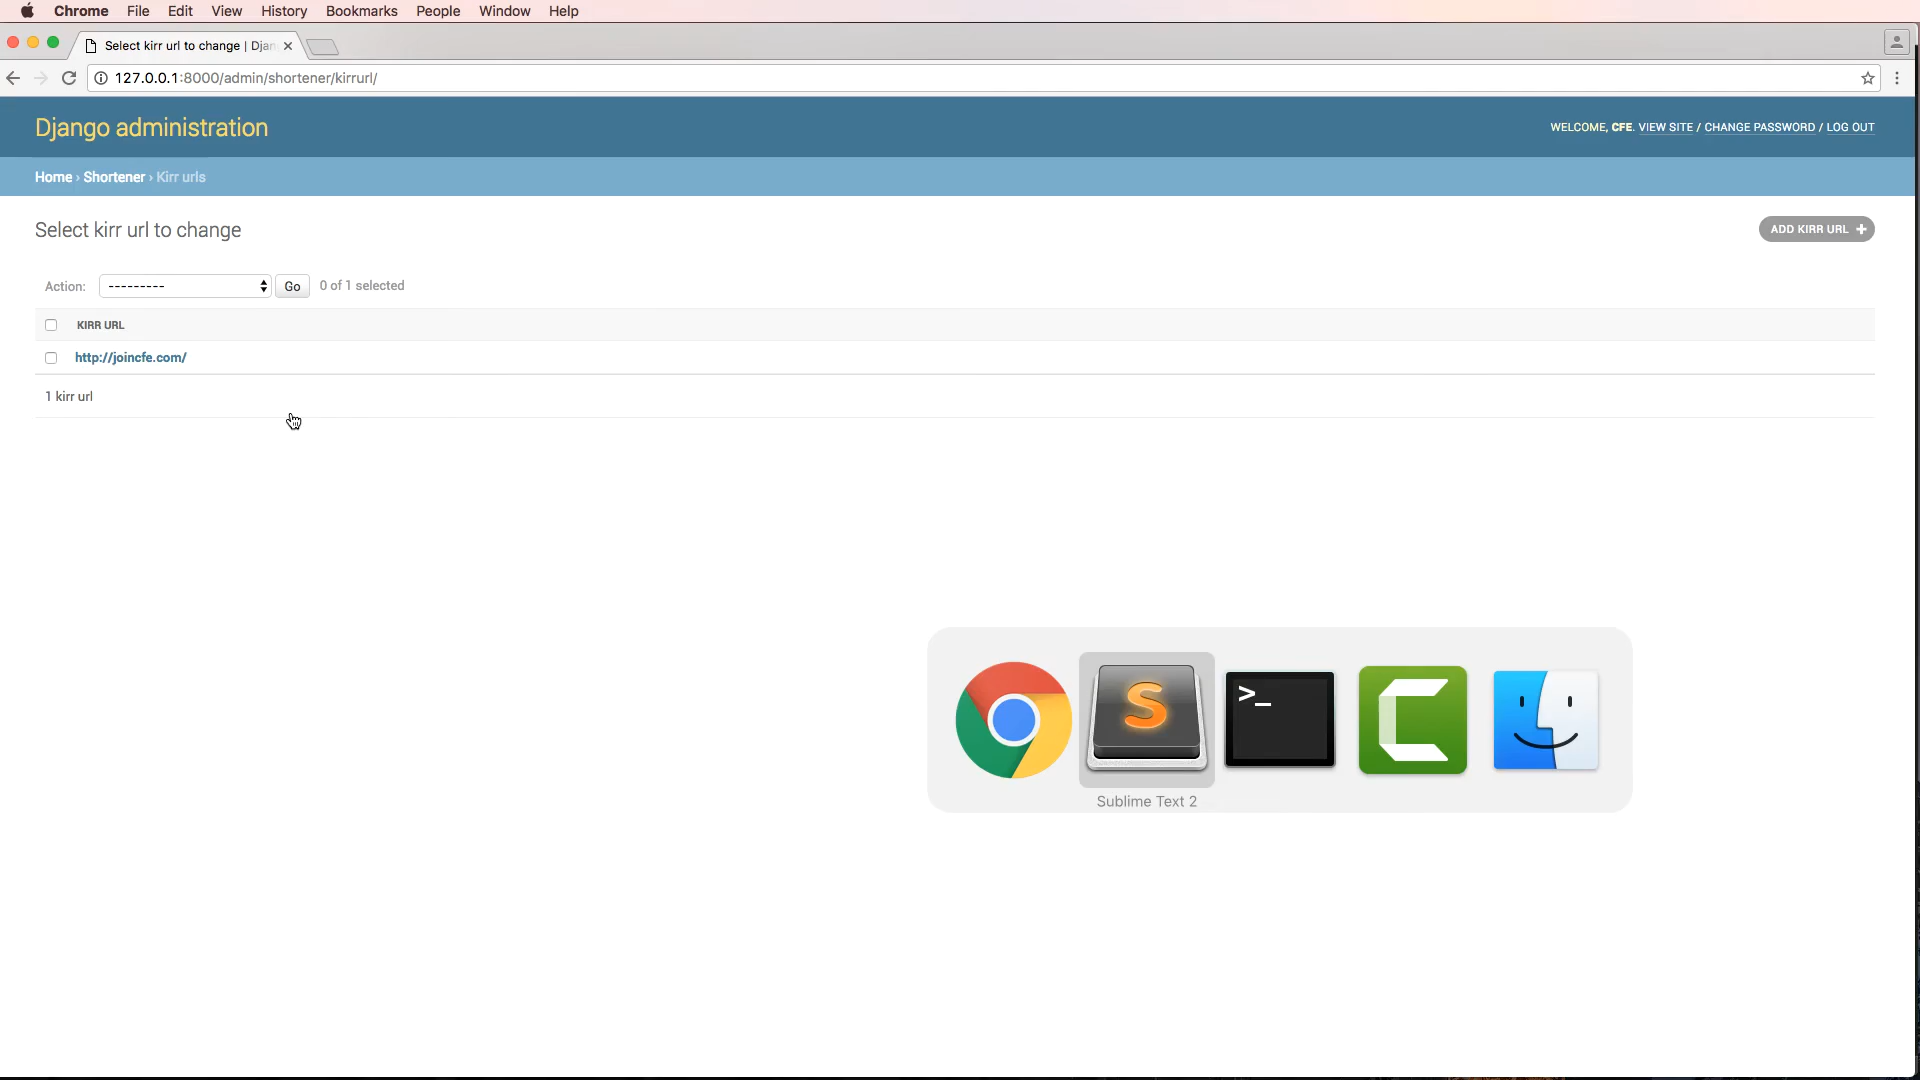 Chrome File Edit View History Bookmarks People Window Help
Select kirr url to change | Djan
127.0.0.1:8000/admin/shortener/kirrurl/
Django administration
WELCOME, CFE. VIEW SITE / CHANGE PASSWORD / LOG OUT
Home › Shortener › Kirr urls
Select kirr url to change
ADD KIRR URL +
Action: --------- Go 0 of 1 selected
KIRR URL
http://joincfe.com/
1 kirr url
S
>_
Sublime Text 2